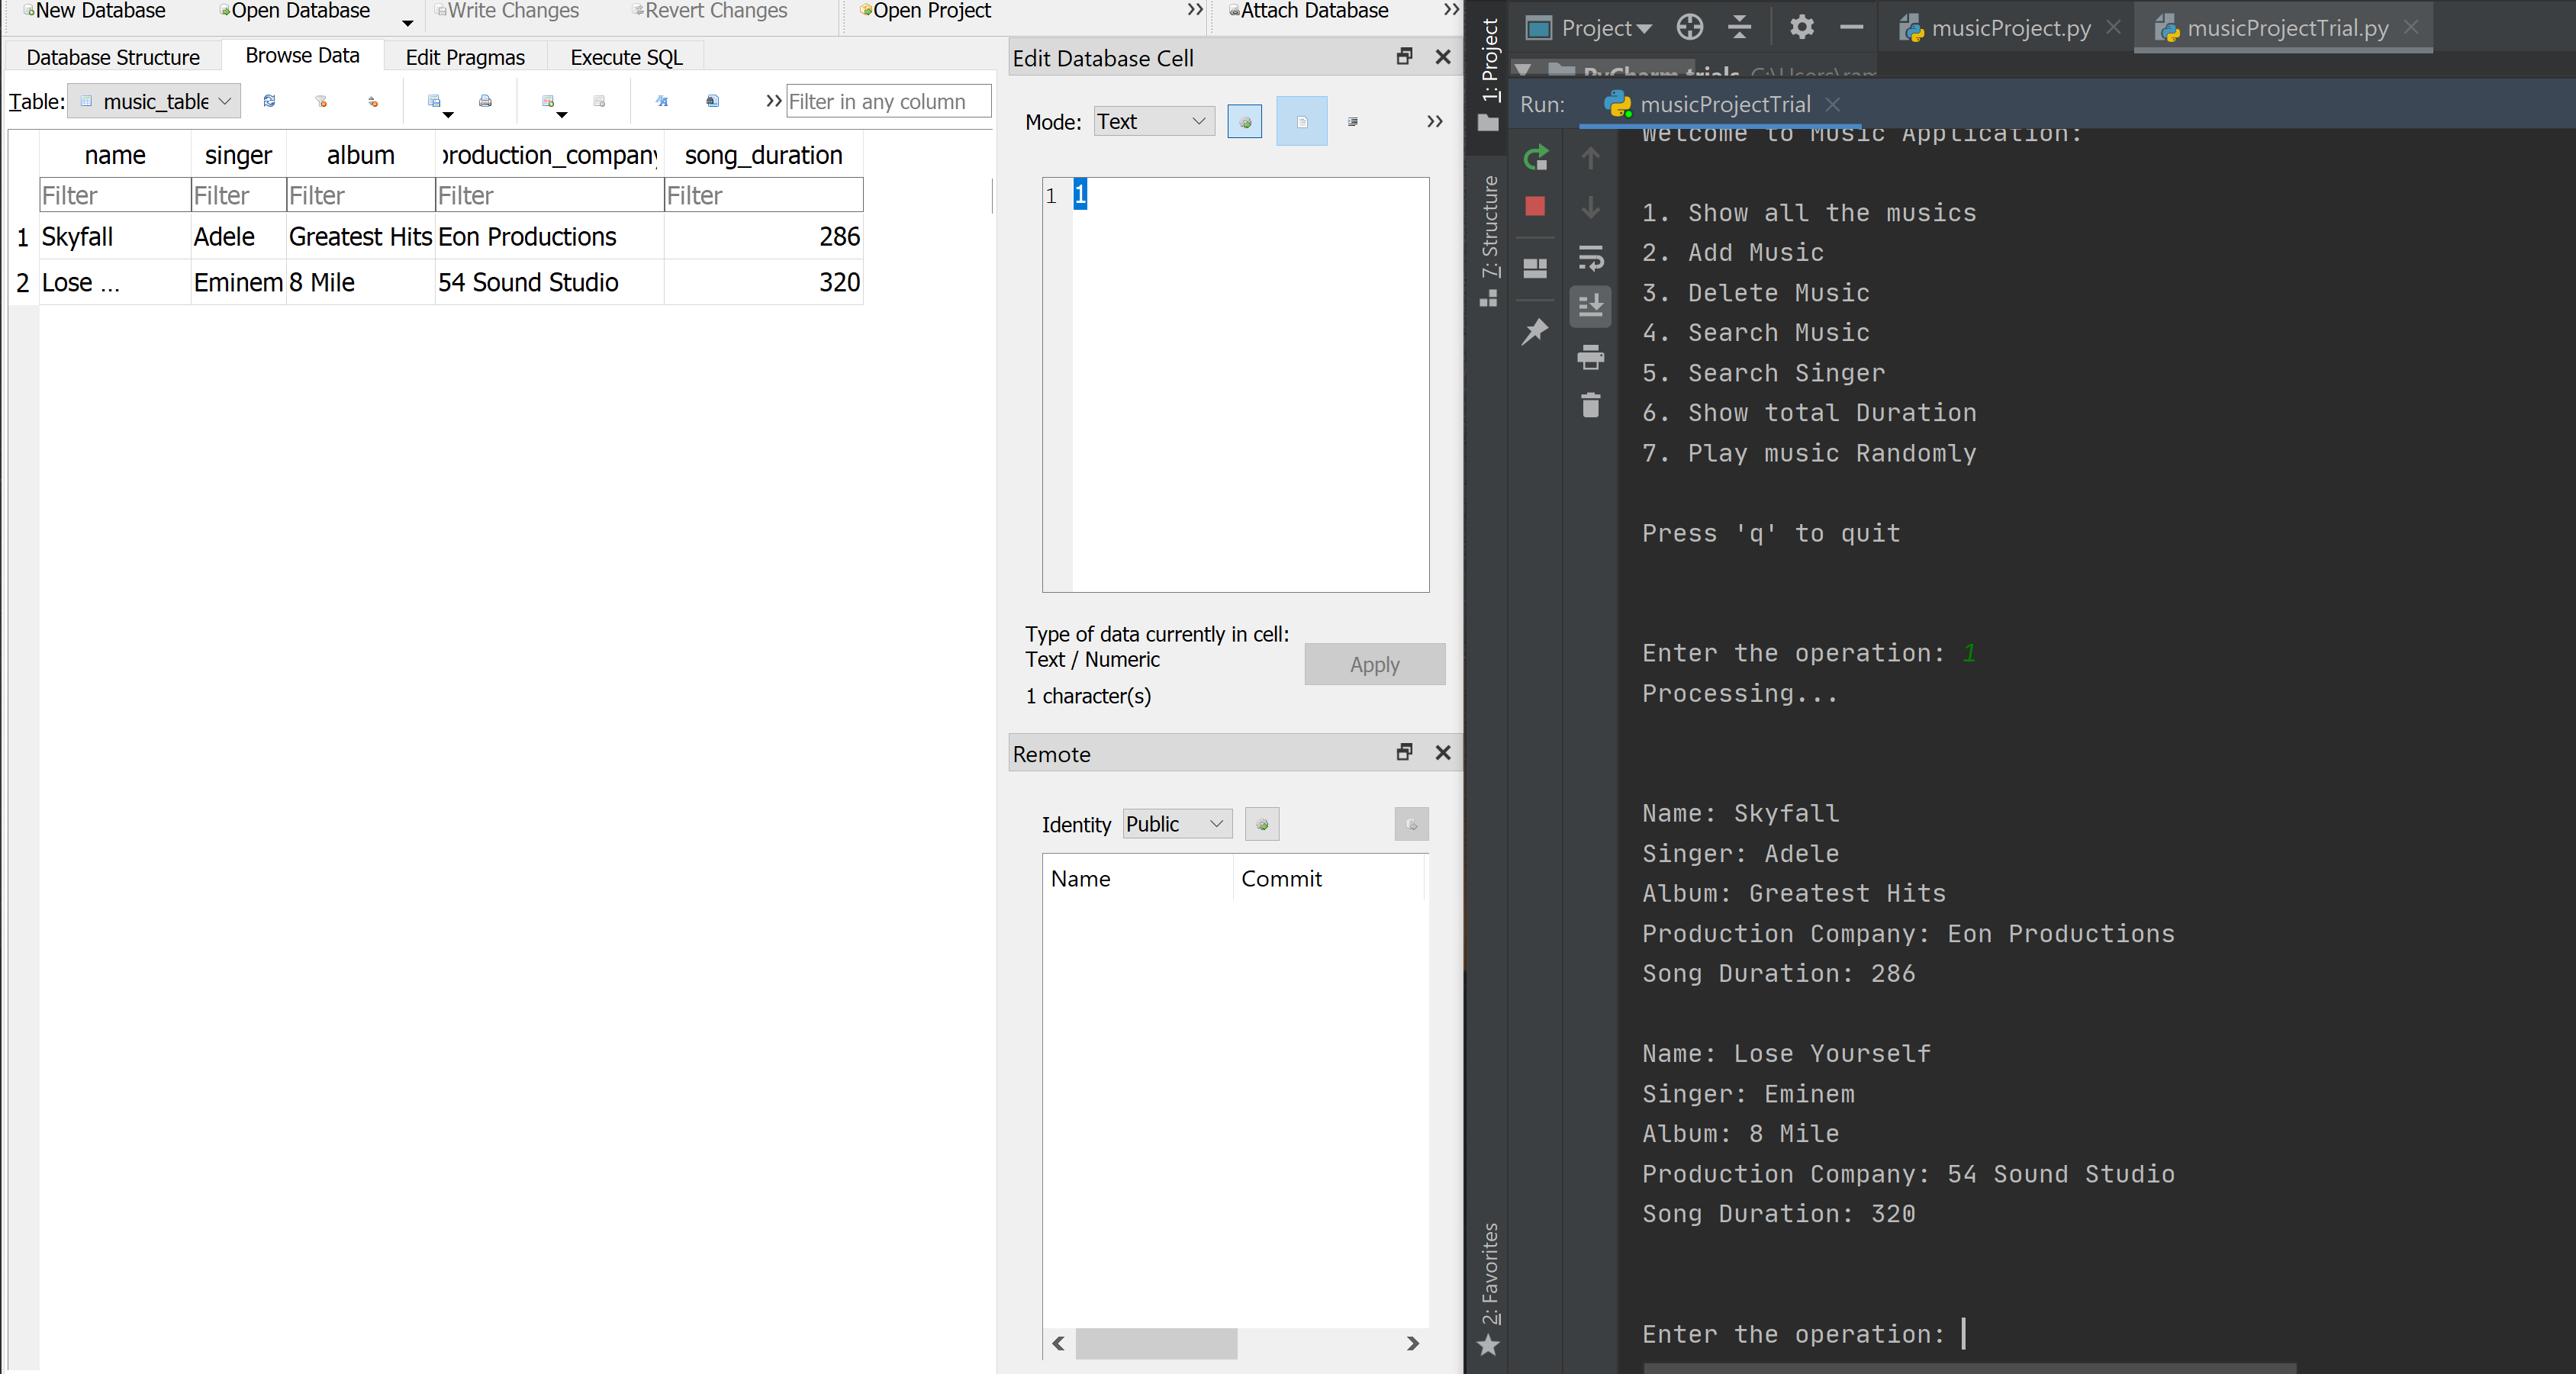 New Database Open Database Write Changes Revert Changes Open Project Attach Database
Database Structure Browse Data Edit Pragmas Execute SQL
Table: music_table Filter in any column
name singer album production_company song_duration
Filter Filter Filter Filter Filter
1 Skyfall Adele Greatest Hits Eon Productions 286
2 Lose ... Eminem 8 Mile 54 Sound Studio 320
Edit Database Cell
Mode: Text
1 1
Type of data currently in cell:
Text / Numeric
1 character(s)
Apply
Remote
Identity Public
Name Commit
1: Project
7: Structure
2: Favorites
Project musicProject.py musicProjectTrial.py
PyCharm trials C:\Users\ram
Run: musicProjectTrial
Welcome to Music Application:
1. Show all the musics
2. Add Music
3. Delete Music
4. Search Music
5. Search Singer
6. Show total Duration
7. Play music Randomly
Press 'q' to quit
Enter the operation: 1
Processing...
Name: Skyfall
Singer: Adele
Album: Greatest Hits
Production Company: Eon Productions
Song Duration: 286
Name: Lose Yourself
Singer: Eminem
Album: 8 Mile
Production Company: 54 Sound Studio
Song Duration: 320
Enter the operation: